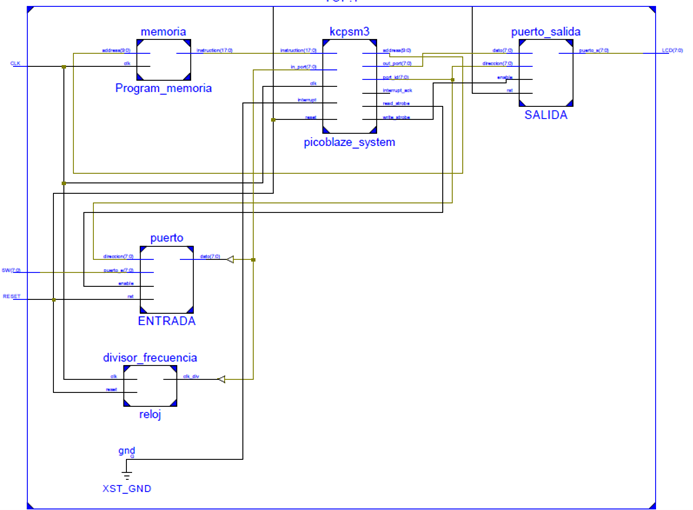 memoria
kcpsm3
puerto_salida
address(9:0)
instruction(17:0)
instruction(17:0)
address(9:0)
dato(7:0)
puerto_s(7:0)
LCD(7:0)
CLK
clk
in_port(7:0)
out_port(7:0)
direccion(7:0)
port_id(7:0)
enable
clk
interrupt_ack
rst
Program_memoria
interrupt
read_strobe
reset
write_strobe
SALIDA
picoblaze_system
puerto
direccion(7:0)
dato(7:0)
SW(7:0)
puerto_e(7:0)
enable
RESET
rst
ENTRADA
divisor_frecuencia
clk
clk_div
reset
reloj
gnd
XST_GND